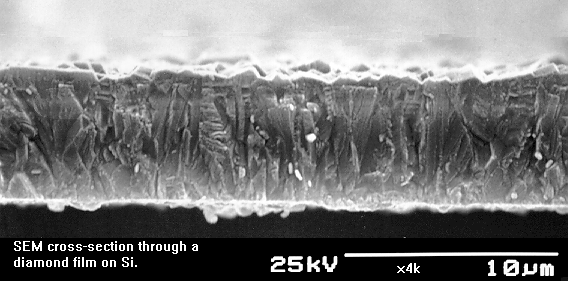 SEM cross-section through a
diamond film on Si.
25kV x4k 10µm